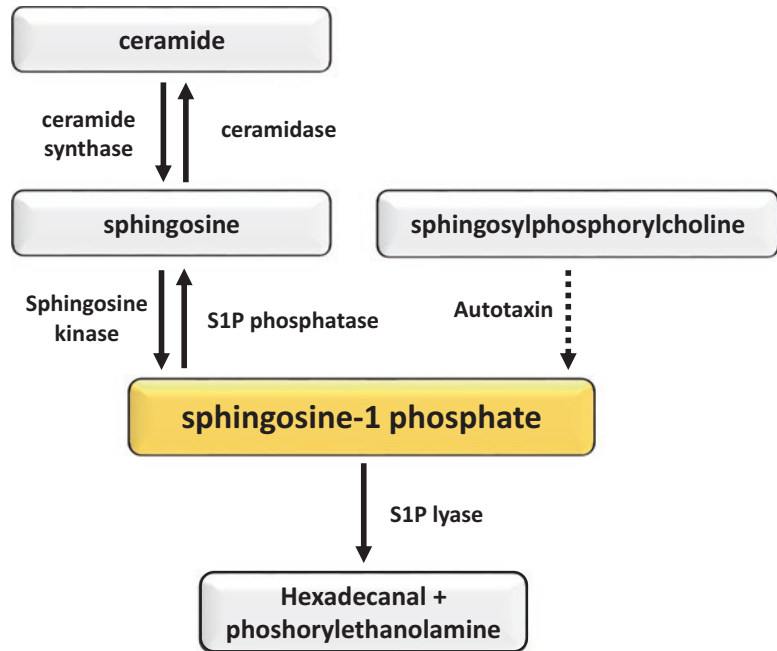 ceramide
ceramide
synthase
ceramidase
sphingosine
sphingosylphosphorylcholine
Sphingosine
kinase
S1P phosphatase
Autotaxin
sphingosine-1 phosphate
S1P lyase
Hexadecanal +
phoshorylethanolamine